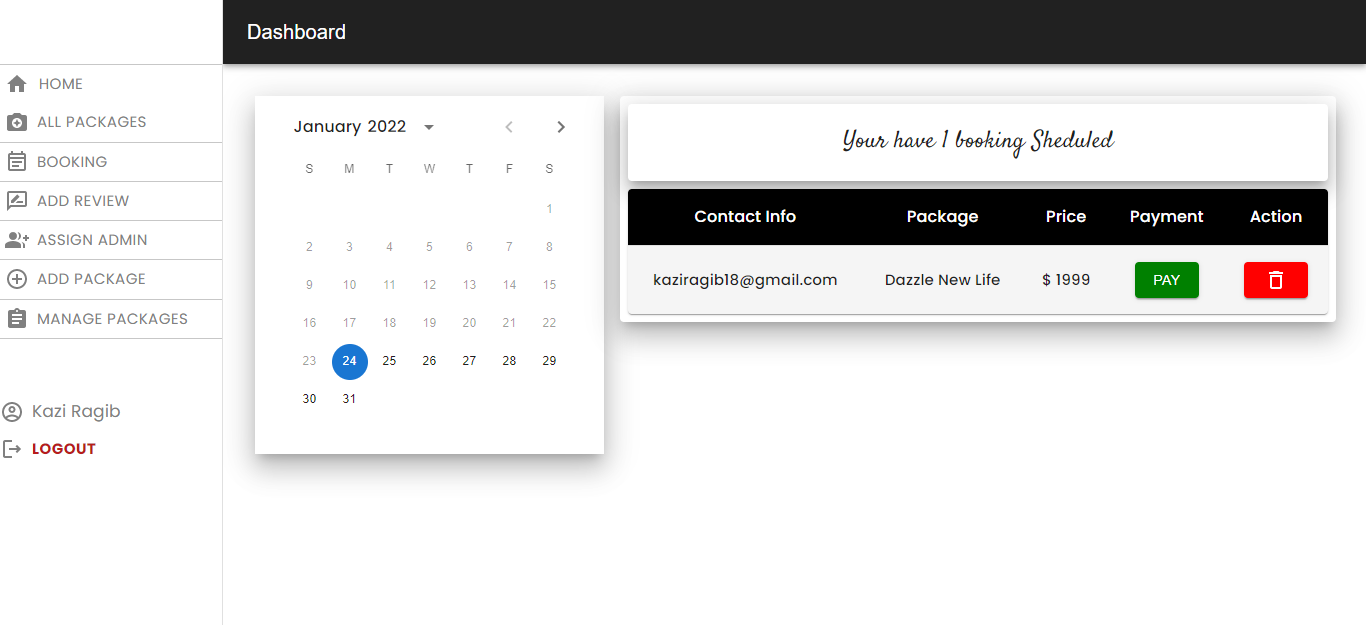 Dashboard
HOME
ALL PACKAGES
BOOKING
ADD REVIEW
ASSIGN ADMIN
ADD PACKAGE
MANAGE PACKAGES
Kazi Ragib
LOGOUT
January 2022
S M T W T F S
1
2 3 4 5 6 7 8
9 10 11 12 13 14 15
16 17 18 19 20 21 22
23 24 25 26 27 28 29
30 31
Your have 1 booking Sheduled
Contact Info Package Price Payment Action
kaziragib18@gmail.com Dazzle New Life $ 1999 PAY